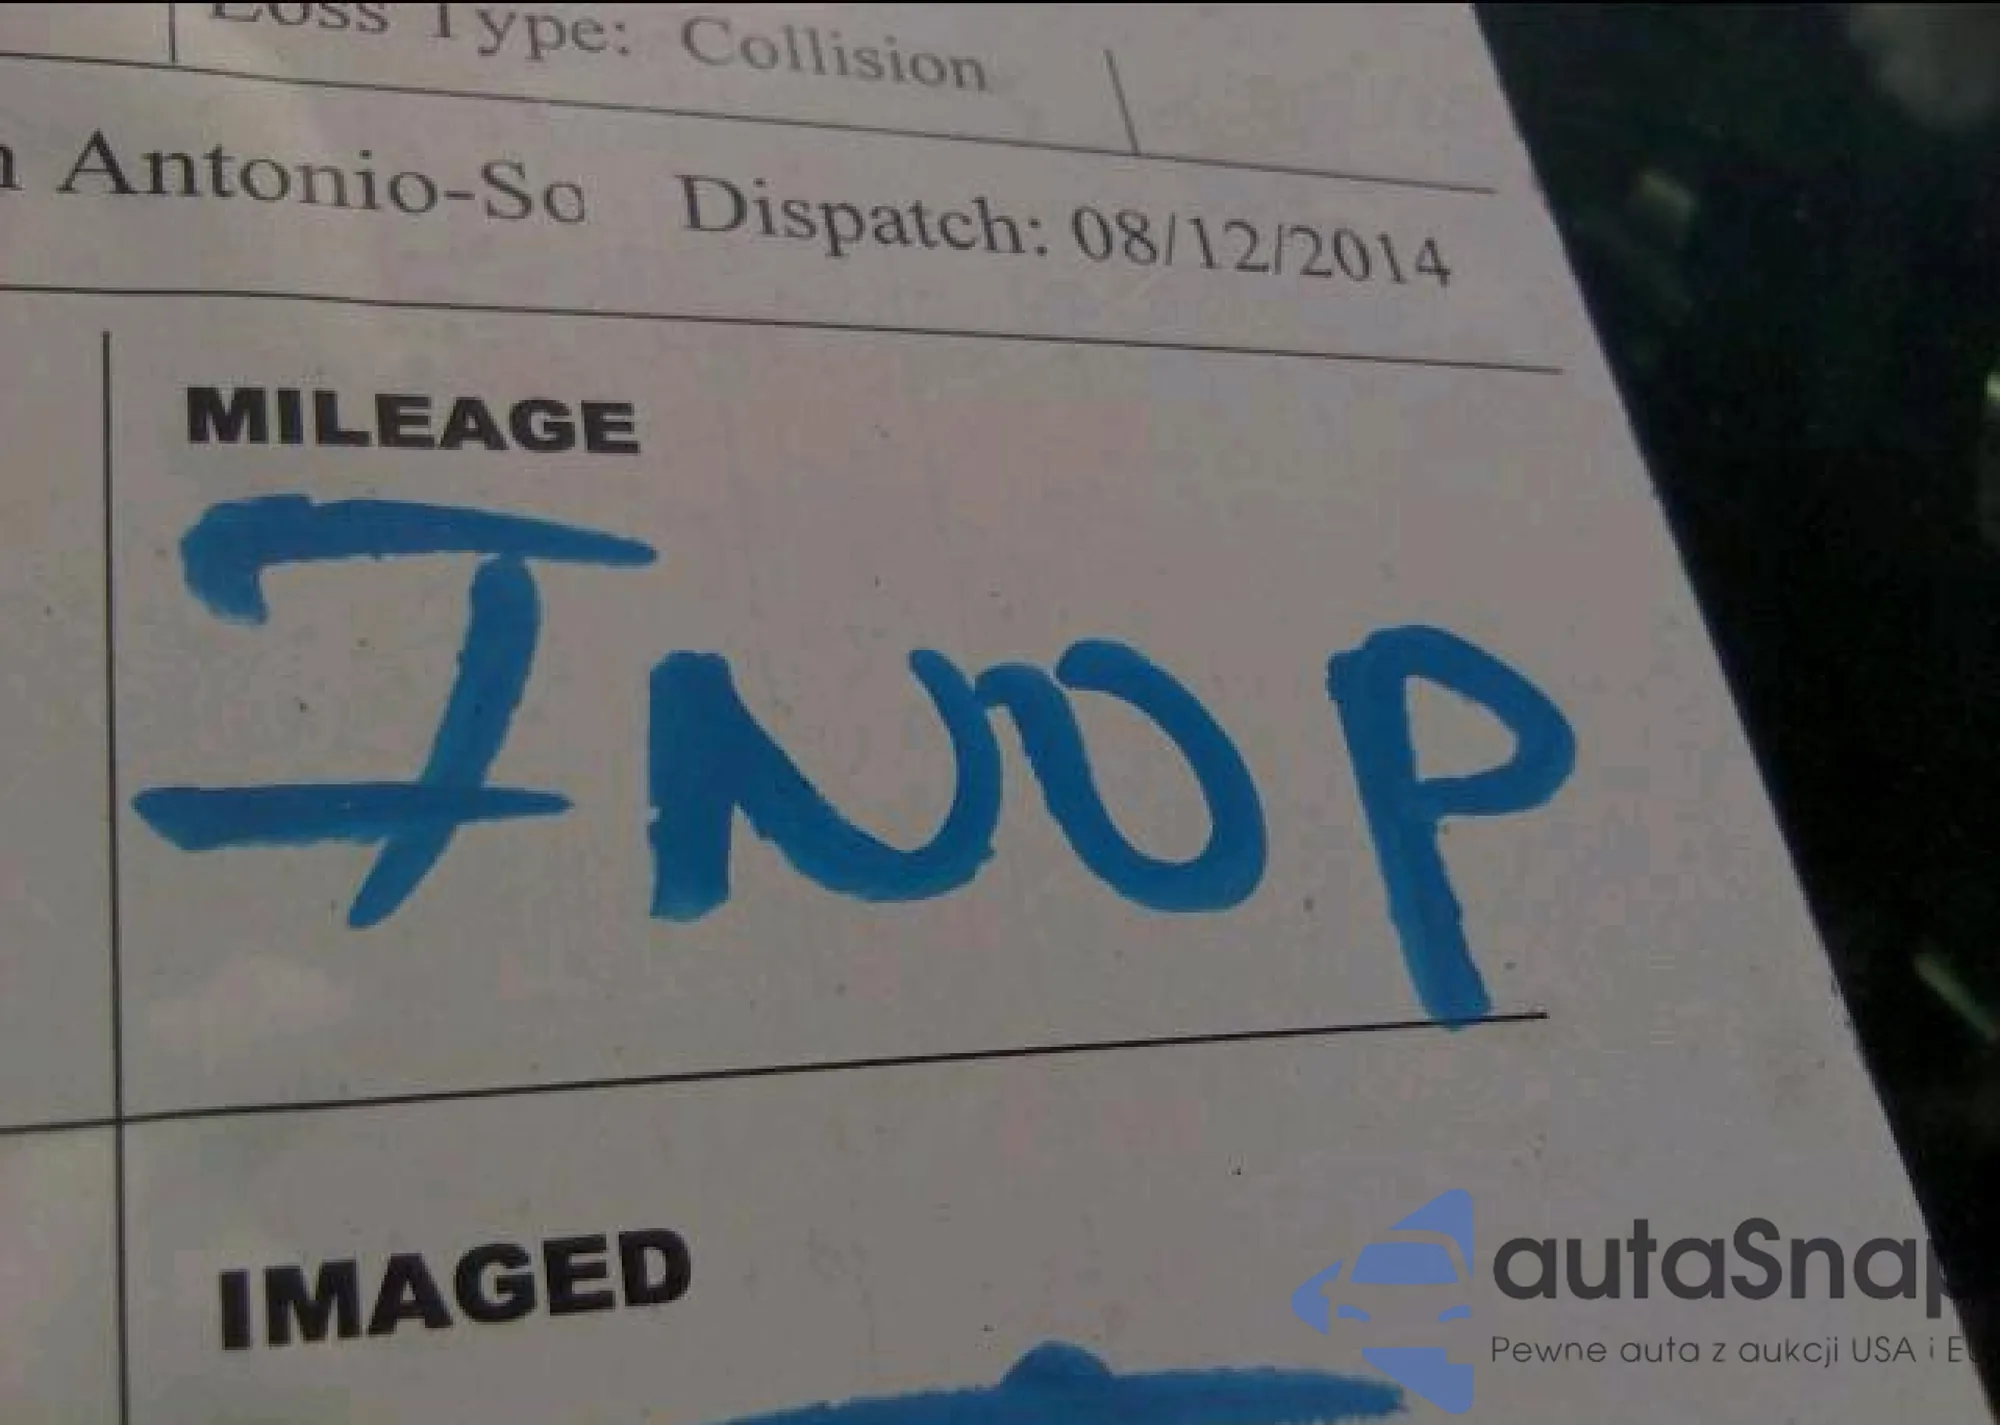 Loss Type: Collision
n Antonio-So Dispatch: 08/12/2014
MILEAGE
INOP
IMAGED
autaSnap
Pewne auta z aukcji USA i E